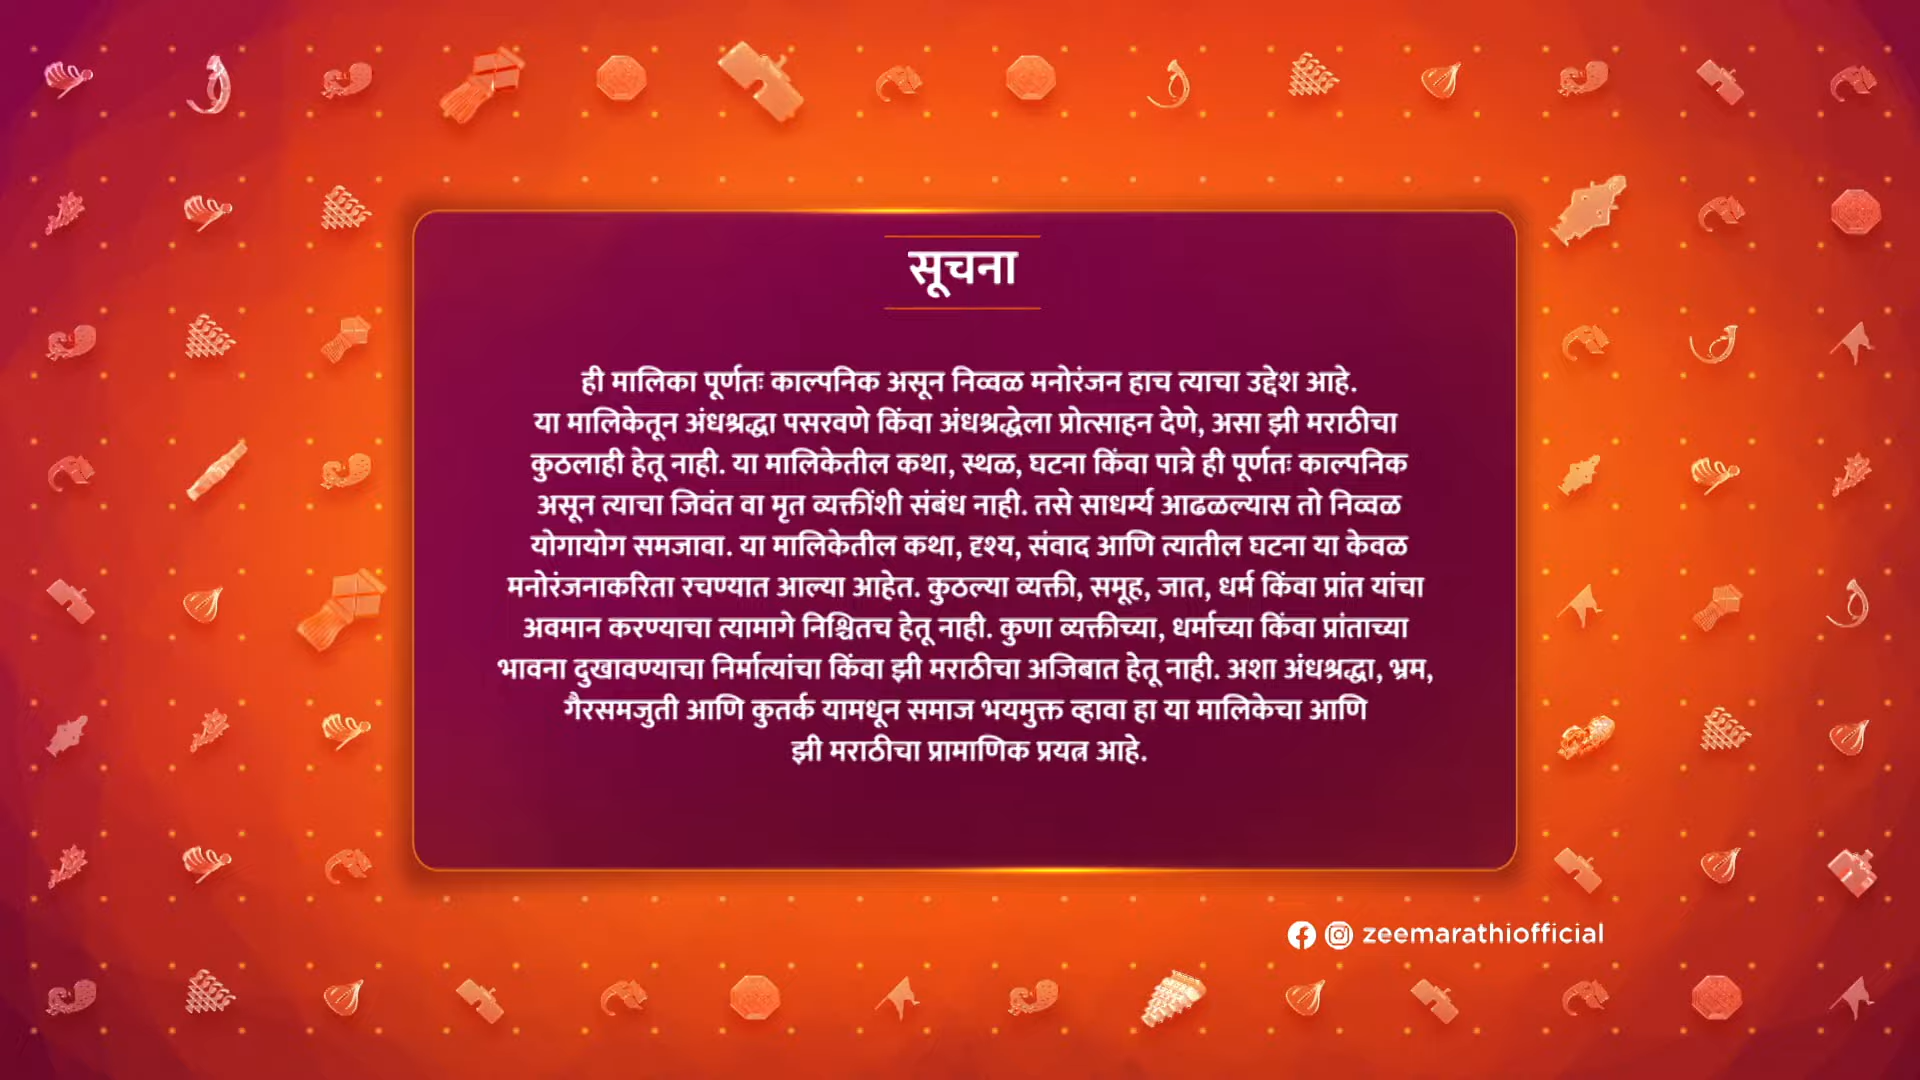 सूचना
ही मालिका पूर्णतः काल्पनिक असून निव्वळ मनोरंजन हाच त्याचा उद्देश आहे.
या मालिकेतून अंधश्रद्धा पसरवणे किंवा अंधश्रद्धेला प्रोत्साहन देणे, असा झी मराठीचा
कुठलाही हेतू नाही. या मालिकेतील कथा, स्थळ, घटना किंवा पात्रे ही पूर्णतः काल्पनिक
असून त्याचा जिवंत वा मृत व्यक्तींशी संबंध नाही. तसे साधर्म्य आढळल्यास तो निव्वळ
योगायोग समजावा. या मालिकेतील कथा, दृश्य, संवाद आणि त्यातील घटना या केवळ
मनोरंजनाकरिता रचण्यात आल्या आहेत. कुठल्या व्यक्ती, समूह, जात, धर्म किंवा प्रांत यांचा
अवमान करण्याचा त्यामागे निश्चितच हेतू नाही. कुणा व्यक्तीच्या, धर्माच्या किंवा प्रांताच्या
भावना दुखावण्याचा निर्मात्यांचा किंवा झी मराठीचा अजिबात हेतू नाही. अशा अंधश्रद्धा, भ्रम,
गैरसमजुती आणि कुतर्क यामधून समाज भयमुक्त व्हावा हा या मालिकेचा आणि
झी मराठीचा प्रामाणिक प्रयत्न आहे.
zeemarathiofficial